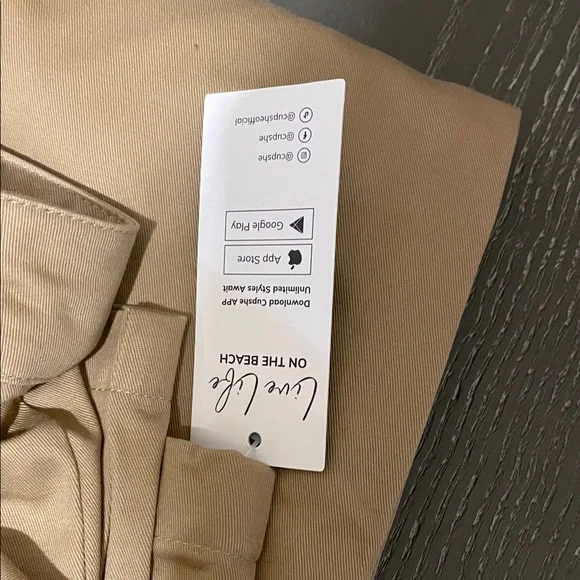 Live Life
ON THE BEACH
Download Cupshe APP
Unlimited Styles Await
App Store
Google Play
@cupshe
@cupshe
@cupsheofficial